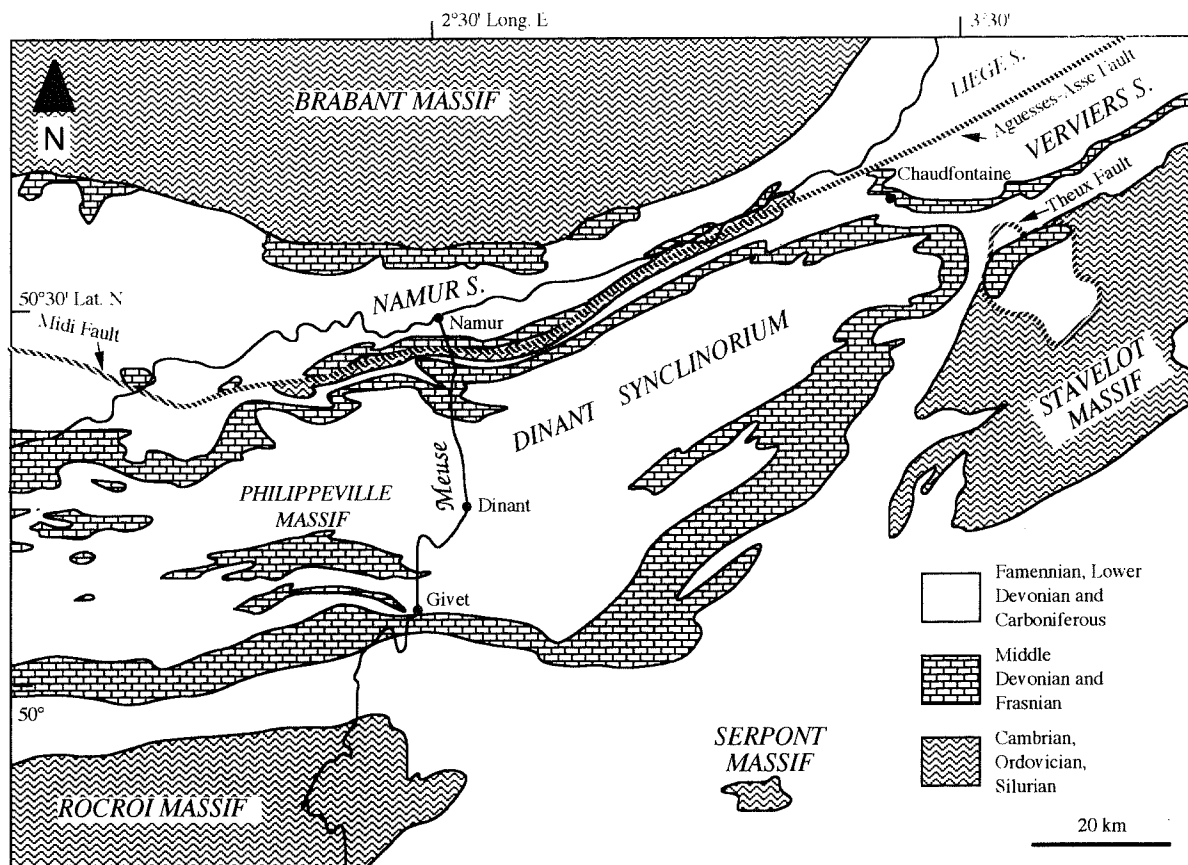 2°30' Long. E
3°30'
N
BRABANT MASSIF
LIEGE S.
Aguesses-Asse Fault
VERVIERS S.
Chaudfontaine
Theux Fault
50°30' Lat. N
Midi Fault
NAMUR S.
Namur
DINANT SYNCLINORIUM
STAVELOT
MASSIF
Meuse
PHILIPPEVILLE
MASSIF
Dinant
Givet
50°
ROCROI MASSIF
SERPONT
MASSIF
Famennian, Lower
Devonian and
Carboniferous
Middle
Devonian and
Frasnian
Cambrian,
Ordovician,
Silurian
20 km